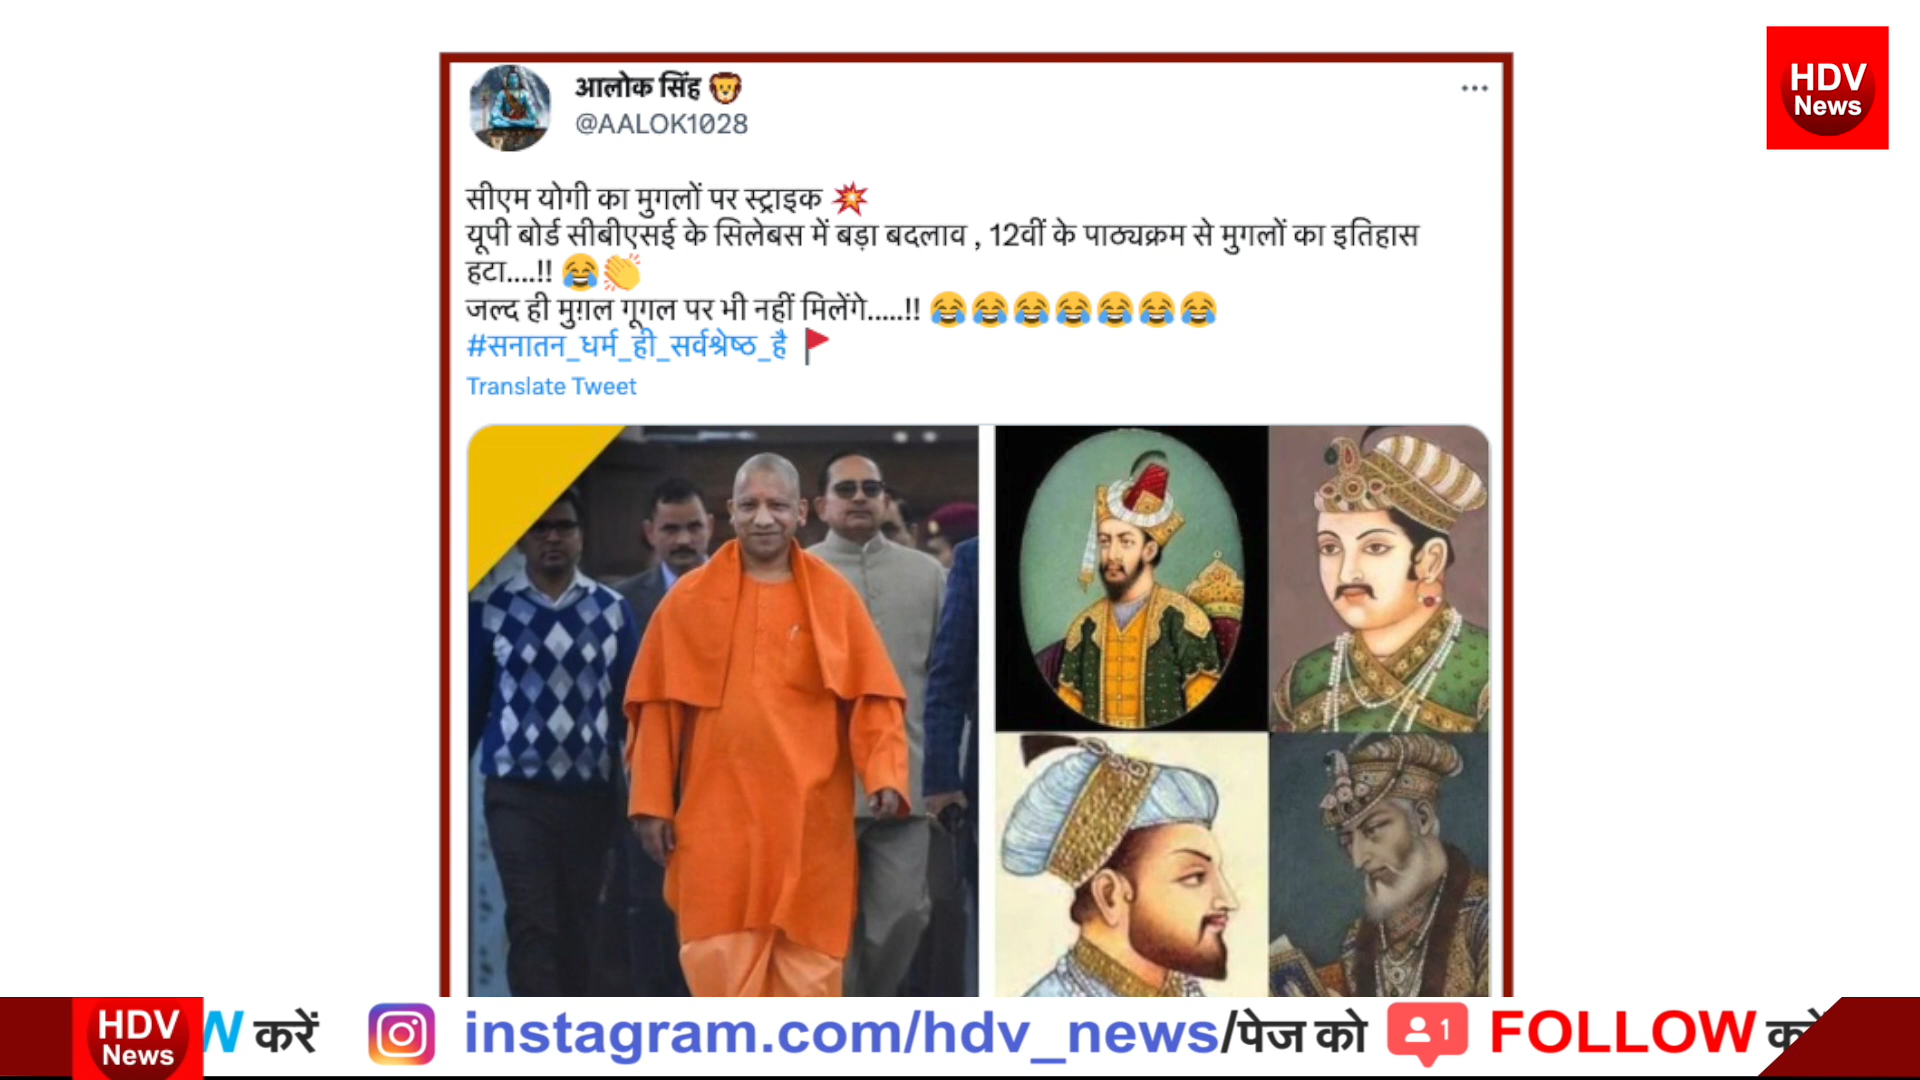 आलोक सिंह 🦁
@AALOK1028
HDV
News
सीएम योगी का मुगलों पर स्ट्राइक 💥
यूपी बोर्ड सीबीएसई के सिलेबस में बड़ा बदलाव , 12वीं के पाठ्यक्रम से मुगलों का इतिहास
हटा....!! 😂👏
जल्द ही मुग़ल गूगल पर भी नहीं मिलेंगे.....!! 😂😂😂😂😂😂😂
#सनातन_धर्म_ही_सर्वश्रेष्ठ_है 🚩
Translate Tweet
HDV
News
W करें instagram.com/hdv_news/पेज को 1 FOLLOW